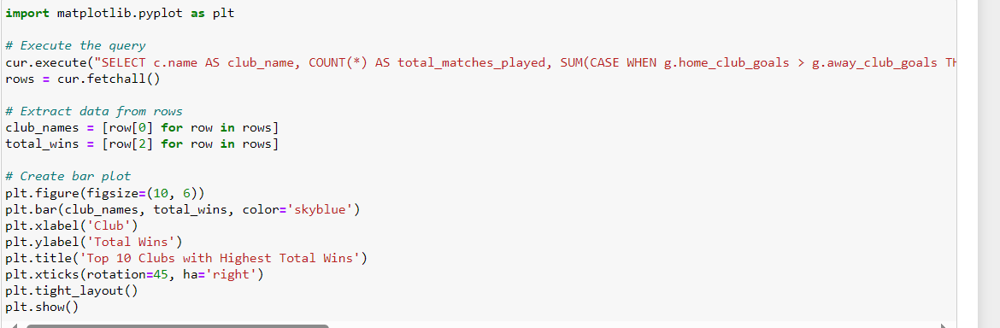 import matplotlib.pyplot as plt
# Execute the query
cur.execute("SELECT c.name AS club_name, COUNT(*) AS total_matches_played, SUM(CASE WHEN g.home_club_goals > g.away_club_goals TH
rows = cur.fetchall()
# Extract data from rows
club_names = [row[0] for row in rows]
total_wins = [row[2] for row in rows]
# Create bar plot
plt.figure(figsize=(10, 6))
plt.bar(club_names, total_wins, color='skyblue')
plt.xlabel('Club')
plt.ylabel('Total Wins')
plt.title('Top 10 Clubs with Highest Total Wins')
plt.xticks(rotation=45, ha='right')
plt.tight_layout()
plt.show()